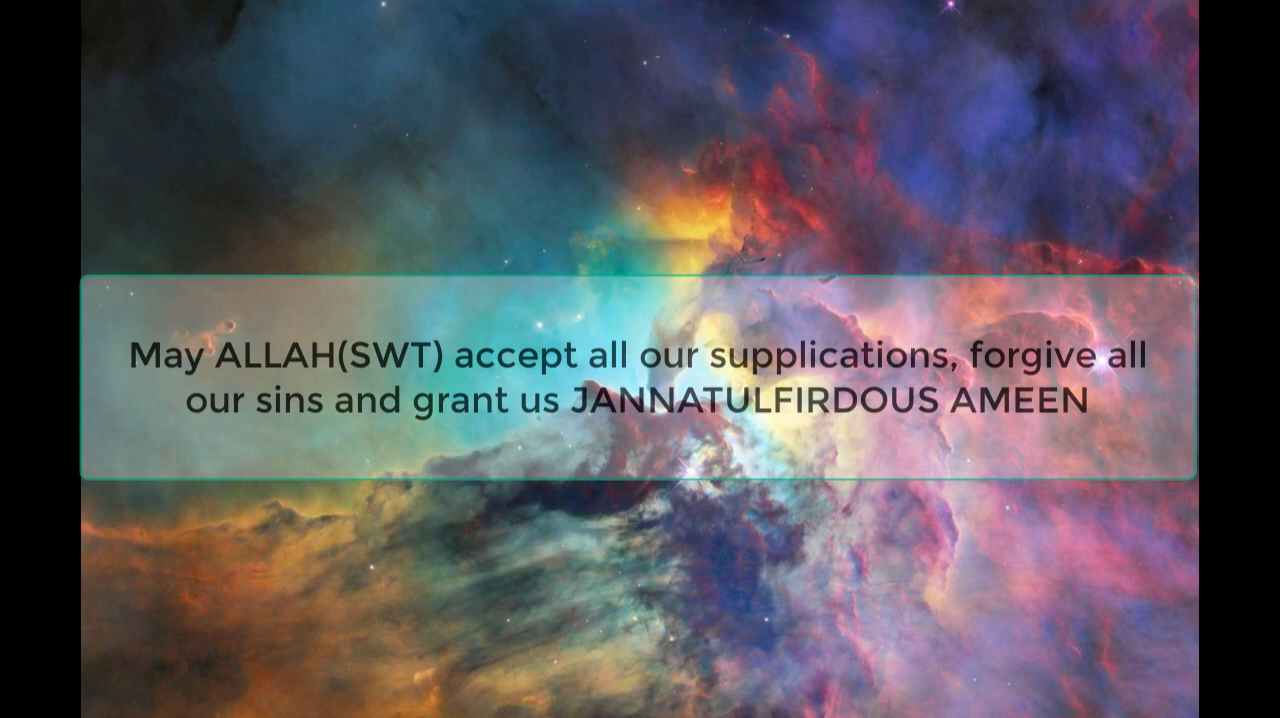 May ALLAH(SWT) accept all our supplications, forgive all
our sins and grant us JANNATULFIRDOUS AMEEN